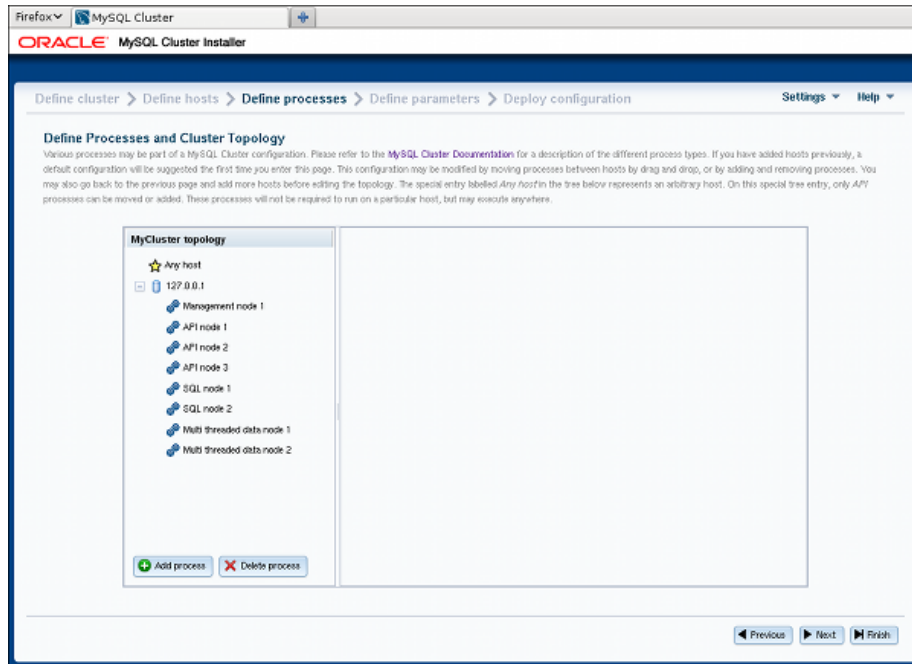 Firefox MySQL Cluster
ORACLE MySQL Cluster Installer
Define cluster Define hosts Define processes Define parameters Deploy configuration Settings Help
Define Processes and Cluster Topology
Various processes may be part of a MySQL Cluster configuration. Please refer to the MySQL Cluster Documentation for a description of the different process types. If you have added hosts previously, a
default configuration will be suggested the first time you enter this page. This configuration may be modified by moving processes between hosts by drag and drop, or by adding and removing processes. You
may also go back to the previous page and add more hosts before editing the topology. The special entry labelled Any host in the tree below represents an arbitrary host. On this special tree entry, only API
processes can be moved or added. These processes will not be required to run on a particular host, but may execute anywhere.
MyCluster topology
Any host
127.0.0.1
Management node 1
API node 1
API node 2
API node 3
SQL node 1
SQL node 2
Multi threaded data node 1
Multi threaded data node 2
Add process Delete process
Previous Next Finish